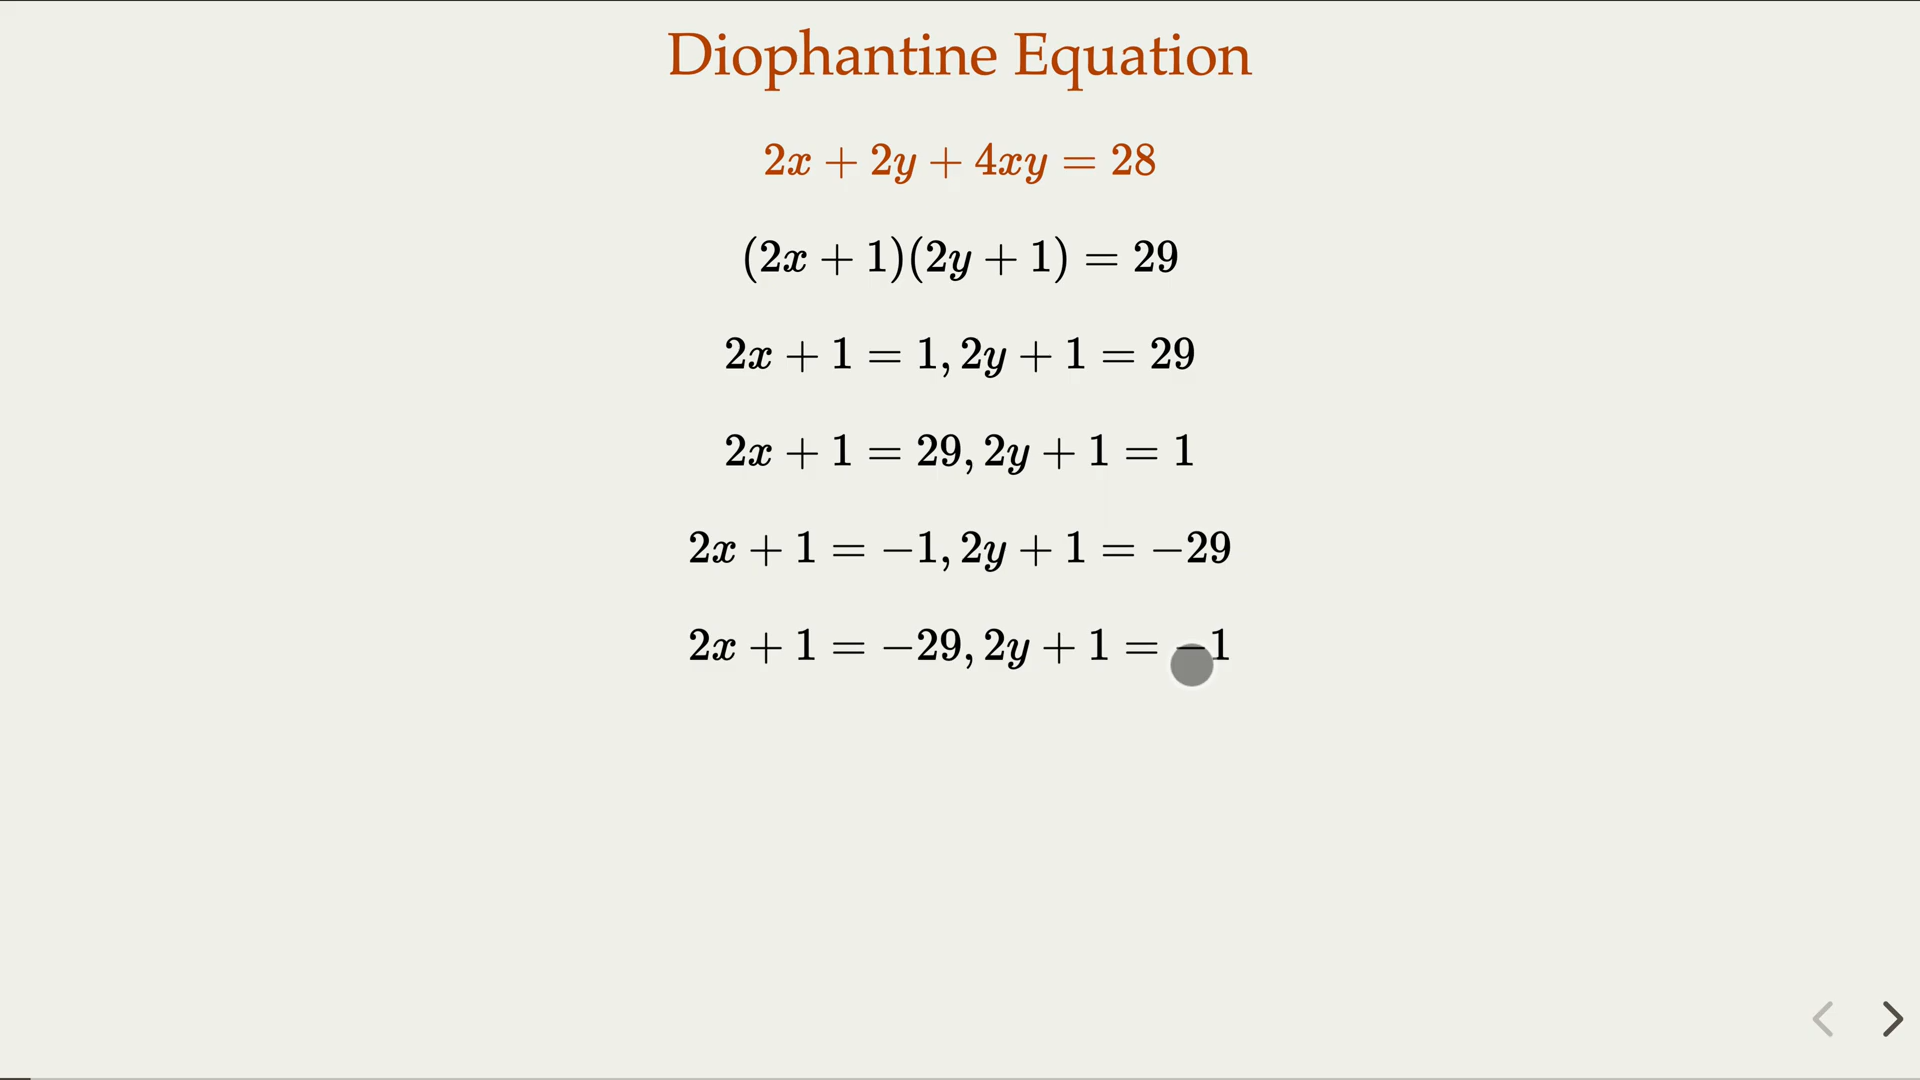 Diophantine Equation
2x + 2y + 4xy = 28
(2x + 1)(2y + 1) = 29
2x + 1 = 1, 2y + 1 = 29
2x + 1 = 29, 2y + 1 = 1
2x + 1 = −1, 2y + 1 = −29
2x + 1 = −29, 2y + 1 = −1